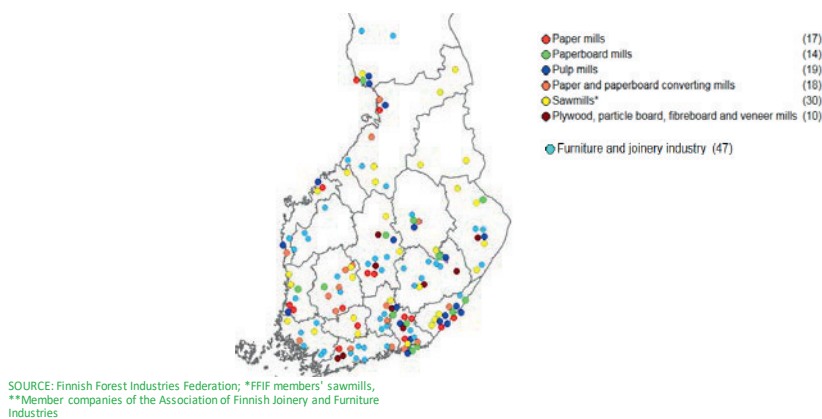 Paper mills (17)
Paperboard mills (14)
Pulp mills (19)
Paper and paperboard converting mills (18)
Sawmills* (30)
Plywood, particle board, fibreboard and veneer mills (10)
Furniture and joinery industry (47)
SOURCE: Finnish Forest Industries Federation; *FFIF members' sawmills,
**Member companies of the Association of Finnish Joinery and Furniture
Industries